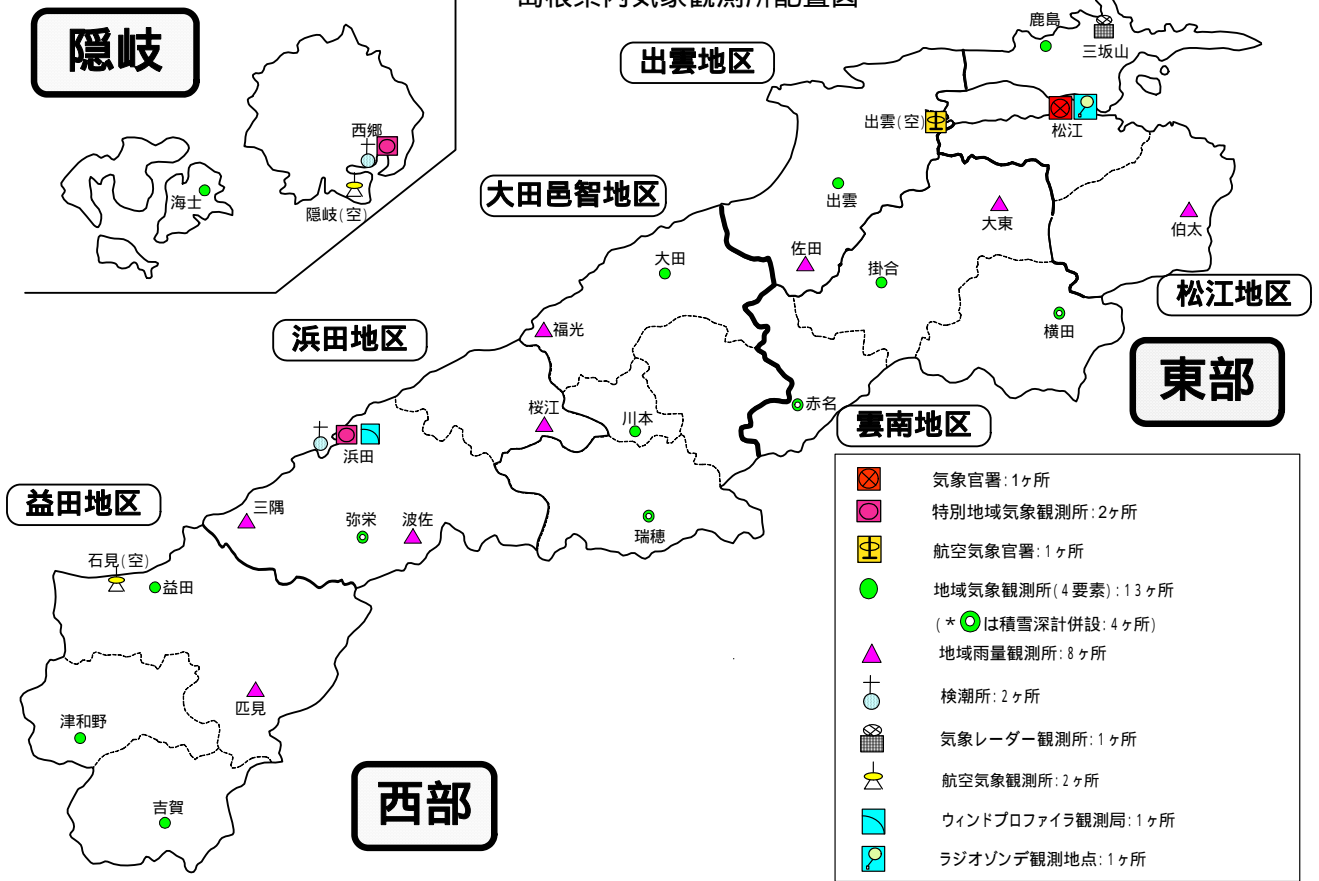 島根県内気象観測所配置図
隠岐
西郷
海士
隠岐(空)
出雲地区
鹿島
三坂山
出雲(空)
松江
大田邑智地区
出雲
大東
伯太
佐田
掛合
大田
松江地区
横田
東部
福光
浜田地区
赤名
雲南地区
桜江
川本
浜田
益田地区
三隅
弥栄
波佐
瑞穂
石見(空)
益田
匹見
津和野
吉賀
西部
気象官署:1ヶ所
特別地域気象観測所:2ヶ所
航空気象官署:1ヶ所
地域気象観測所(4要素):13ヶ所
(*は積雪深計併設:4ヶ所)
地域雨量観測所:8ヶ所
検潮所:2ヶ所
気象レーダー観測所:1ヶ所
航空気象観測所:2ヶ所
ウィンドプロファイラ観測局:1ヶ所
ラジオゾンデ観測地点:1ヶ所